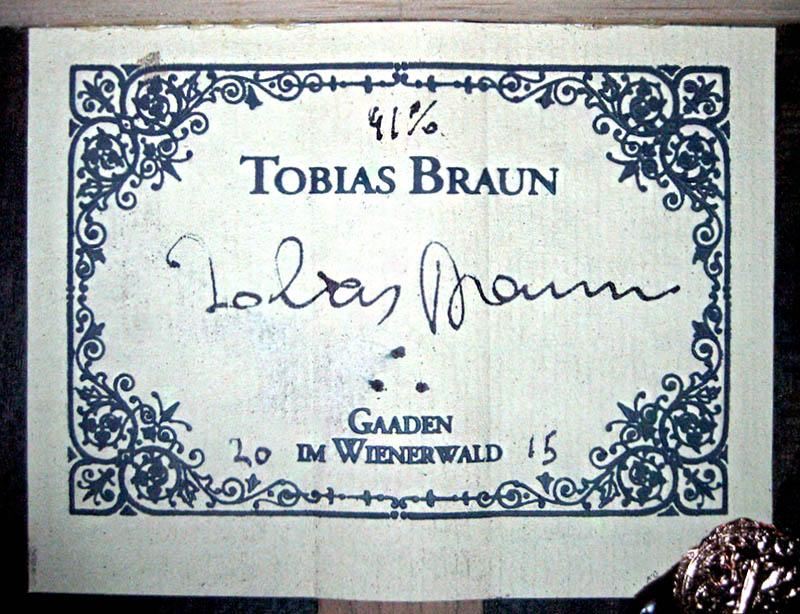 41%
TOBIAS BRAUN
Tobias Braun
GAADEN
20 IM WIENERWALD 15